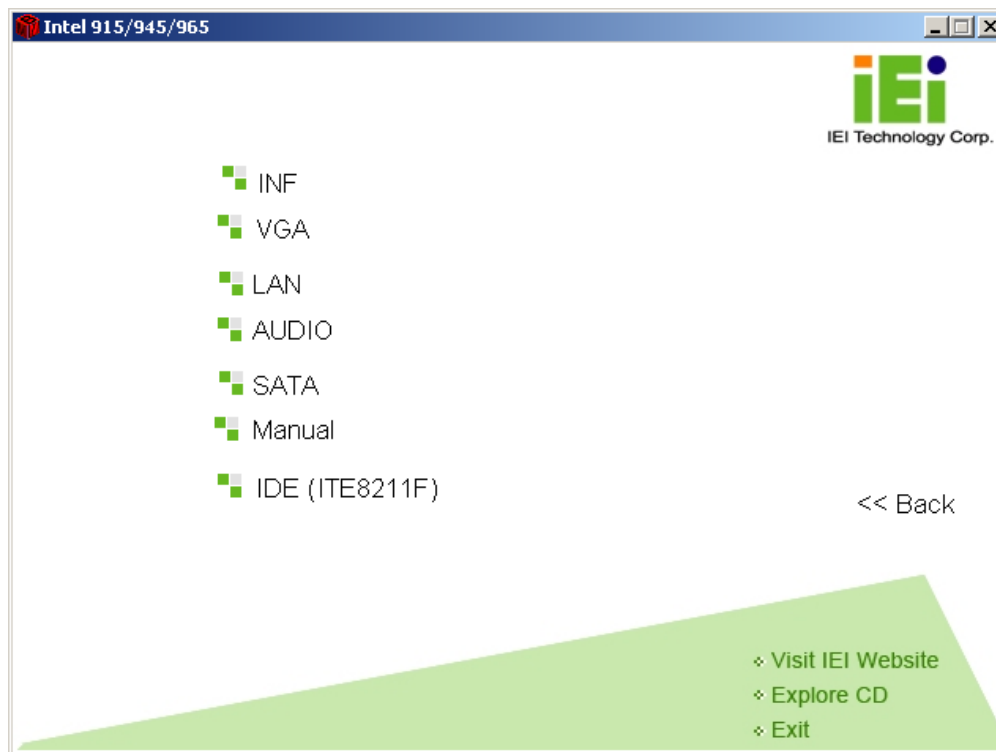 Intel 915/945/965
iEi
IEI Technology Corp.
INF
VGA
LAN
AUDIO
SATA
Manual
IDE (ITE8211F)
<< Back
Visit IEI Website
Explore CD
Exit